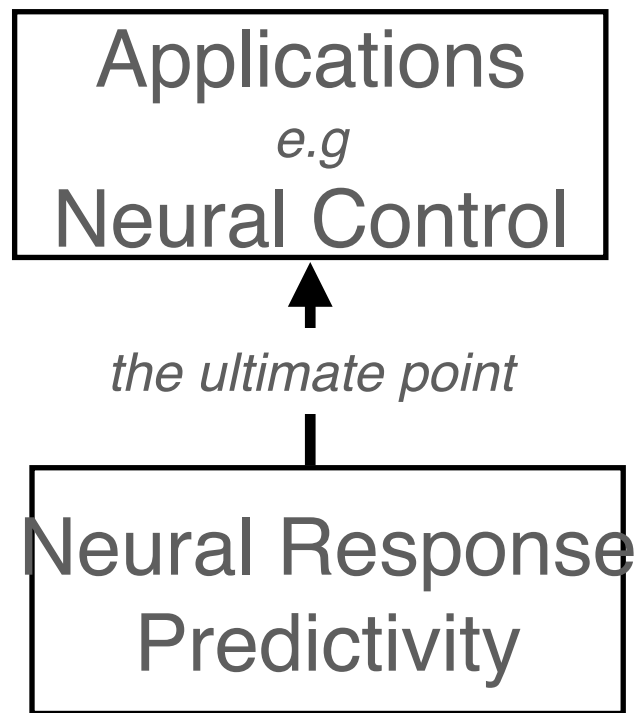 Applications
e.g
Neural Control
the ultimate point
Neural Response
Predictivity